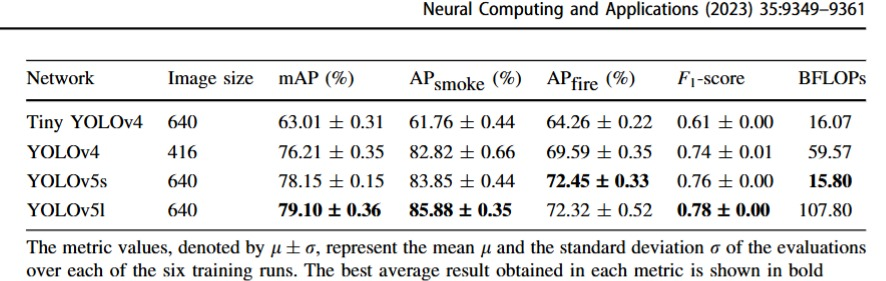 Neural Computing and Applications (2023) 35:9349–9361
Network Image size mAP (%) APsmoke (%) APfire (%) F1-score BFLOPs
Tiny YOLOv4 640 63.01 ± 0.31 61.76 ± 0.44 64.26 ± 0.22 0.61 ± 0.00 16.07
YOLOv4 416 76.21 ± 0.35 82.82 ± 0.66 69.59 ± 0.35 0.74 ± 0.01 59.57
YOLOv5s 640 78.15 ± 0.15 83.85 ± 0.44 72.45 ± 0.33 0.76 ± 0.00 15.80
YOLOv5l 640 79.10 ± 0.36 85.88 ± 0.35 72.32 ± 0.52 0.78 ± 0.00 107.80
The metric values, denoted by μ ± σ, represent the mean μ and the standard deviation σ of the evaluations
over each of the six training runs. The best average result obtained in each metric is shown in bold